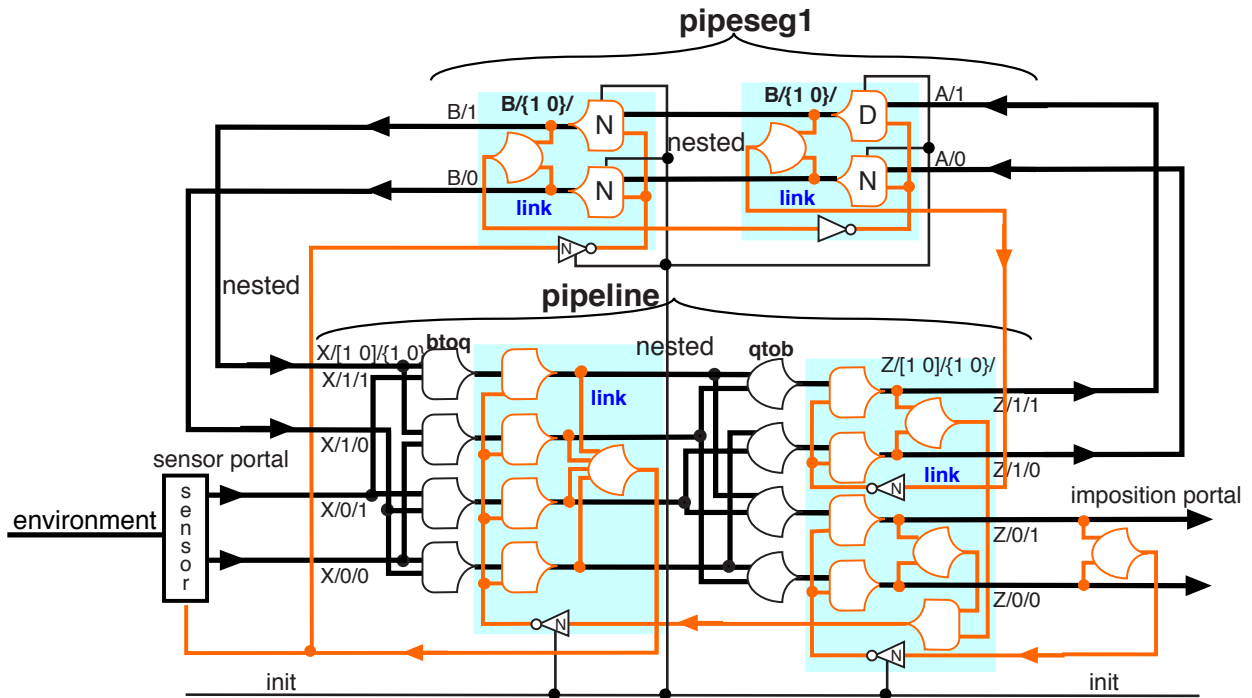 pipeseg1
B/{1 0}/
B/{1 0}/
A/1
B/1
N
D
nested
A/0
B/0
N
N
link
link
N
nested
pipeline
btoq
nested
qtob
X/[1 0]/{1 0}
Z/[1 0]/{1 0}/
X/1/1
link
Z/1/1
X/1/0
sensor portal
Z/1/0
link
N
sensor
imposition portal
environment
X/0/1
Z/0/1
X/0/0
Z/0/0
N
N
init
init